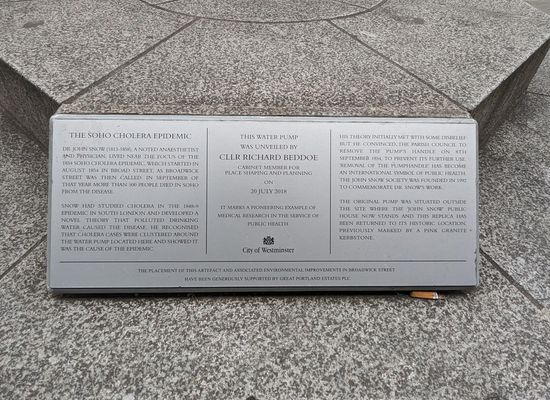 THE SOHO CHOLERA EPIDEMIC
DR JOHN SNOW (1813-1858), A NOTED ANAESTHETIST
AND PHYSICIAN, LIVED NEAR THE FOCUS OF THE
1854 SOHO CHOLERA EPIDEMIC, WHICH STARTED IN
AUGUST 1854 IN BROAD STREET, AS BROADWICK
STREET WAS THEN CALLED. IN SEPTEMBER OF
THAT YEAR MORE THAN 500 PEOPLE DIED IN SOHO
FROM THE DISEASE.
SNOW HAD STUDIED CHOLERA IN THE 1848-9
EPIDEMIC IN SOUTH LONDON AND DEVELOPED A
NOVEL THEORY THAT POLLUTED DRINKING
WATER CAUSED THE DISEASE. HE RECOGNISED
THAT CHOLERA CASES WERE CLUSTERED AROUND
THE WATER PUMP LOCATED HERE AND SHOWED IT
WAS THE CAUSE OF THE EPIDEMIC.
THIS WATER PUMP
WAS UNVEILED BY
CLLR RICHARD BEDDOE
CABINET MEMBER FOR
PLACE SHAPING AND PLANNING
ON
20 JULY 2018
IT MARKS A PIONEERING EXAMPLE OF
MEDICAL RESEARCH IN THE SERVICE OF
PUBLIC HEALTH
City of Westminster
HIS THEORY INITIALLY MET WITH SOME DISBELIEF
BUT HE CONVINCED THE PARISH COUNCIL TO
REMOVE THE PUMP'S HANDLE ON 8TH
SEPTEMBER 1854, TO PREVENT ITS FURTHER USE.
'REMOVAL OF THE PUMPHANDLE' HAS BECOME
AN INTERNATIONAL SYMBOL OF PUBLIC HEALTH.
THE JOHN SNOW SOCIETY WAS FOUNDED IN 1992
TO COMMEMORATE DR. SNOW'S WORK.
THE ORIGINAL PUMP WAS SITUATED OUTSIDE
THE SITE WHERE THE 'JOHN SNOW' PUBLIC
HOUSE NOW STANDS AND THIS REPLICA HAS
BEEN RETURNED TO ITS HISTORIC LOCATION,
PREVIOUSLY MARKED BY A PINK GRANITE
KERBSTONE.
THE PLACEMENT OF THIS ARTEFACT AND ASSOCIATED ENVIRONMENTAL IMPROVEMENTS IN BROADWICK STREET
HAVE BEEN GENEROUSLY SUPPORTED BY GREAT PORTLAND ESTATES PLC